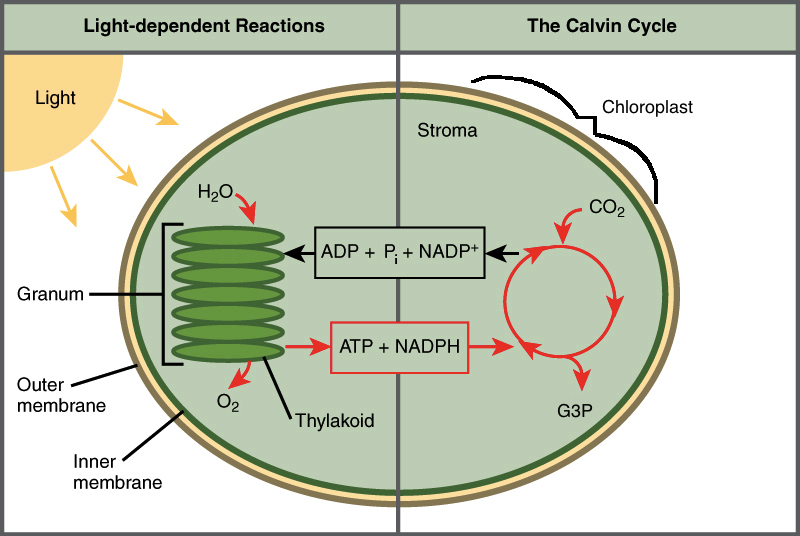 Light-dependent Reactions
The Calvin Cycle
Light
Chloroplast
Stroma
H₂O
CO₂
ADP + Pᵢ + NADP⁺
Granum
ATP + NADPH
Outer
membrane
O₂
G3P
Thylakoid
Inner
membrane